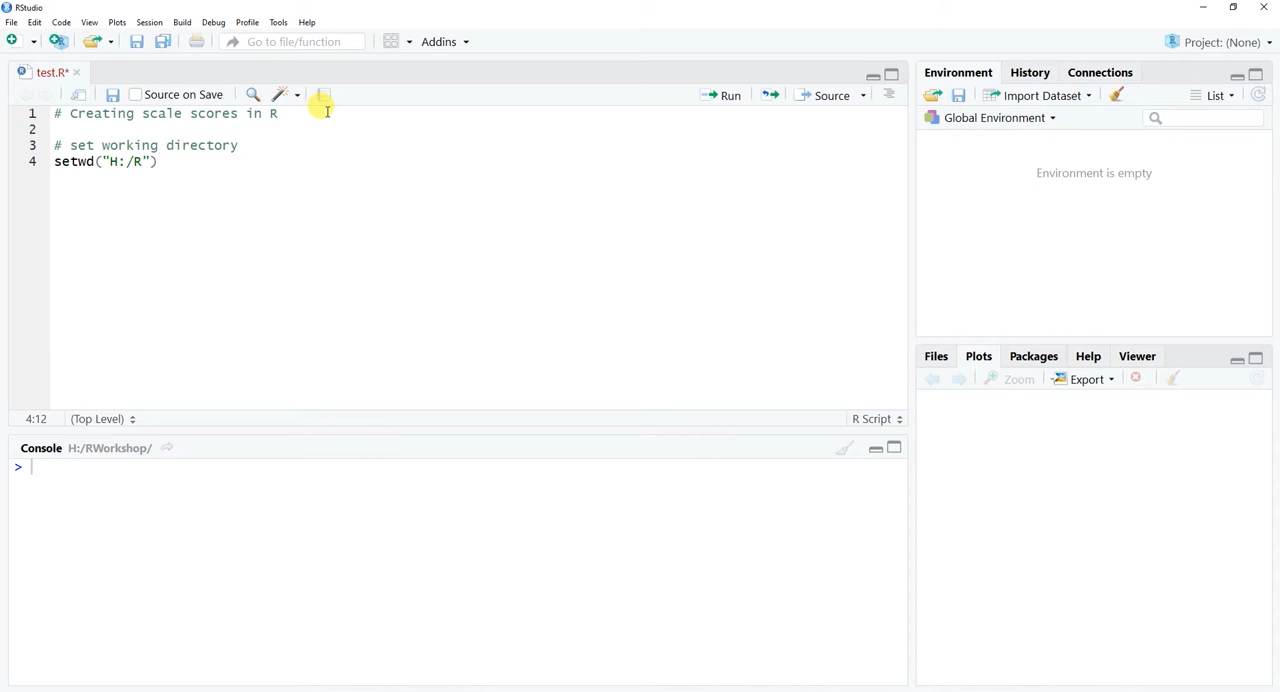 RStudio
File Edit Code View Plots Session Build Debug Profile Tools Help
Go to file/function Addins Project: (None)
test.R*
Source on Save Run Source
1 # Creating scale scores in R
2
3 # set working directory
4 setwd("H:/R")
4:12 (Top Level) R Script
Console H:/RWorkshop/
>
Environment History Connections
Import Dataset List
Global Environment
Environment is empty
Files Plots Packages Help Viewer
Zoom Export